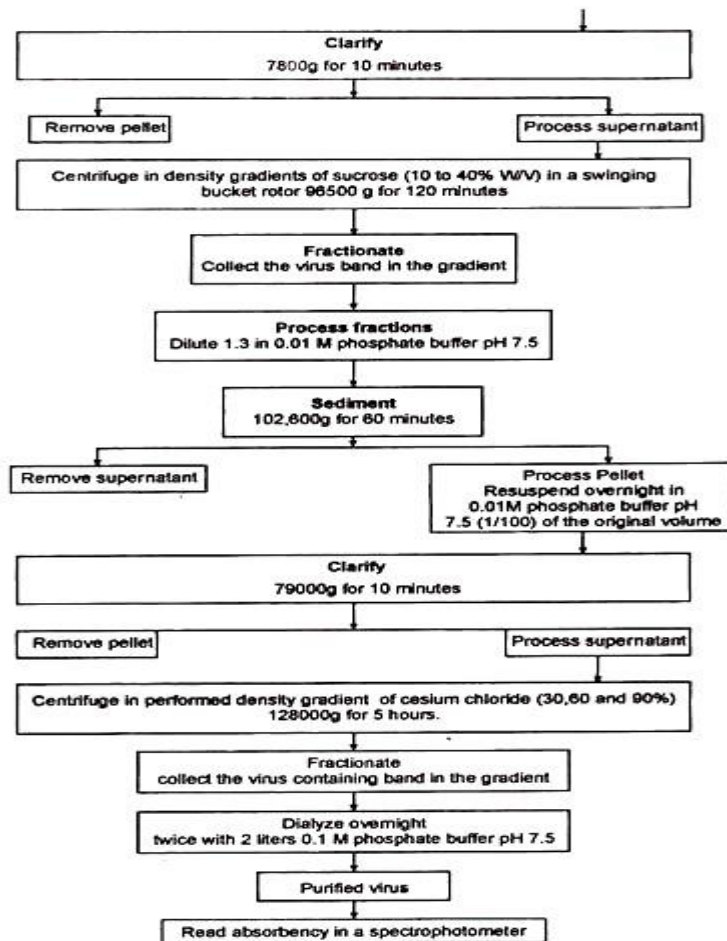 Clarify
7800g for 10 minutes
Remove pellet
Process supernatant
Centrifuge in density gradients of sucrose (10 to 40% W/V) in a swinging
bucket rotor 96500 g for 120 minutes
Fractionate
Collect the virus band in the gradient
Process fractions
Dilute 1.3 in 0.01 M phosphate buffer pH 7.5
Sediment
102,600g for 60 minutes
Remove supernatant
Process Pellet
Resuspend overnight in
0.01M phosphate buffer pH
7.5 (1/100) of the original volume
Clarify
79000g for 10 minutes
Remove pellet
Process supernatant
Centrifuge in performed density gradient of cesium chloride (30,60 and 90%)
128000g for 5 hours.
Fractionate
collect the virus containing band in the gradient
Dialyze overnight
twice with 2 liters 0.1 M phosphate buffer pH 7.5
Purified virus
Read absorbency in a spectrophotometer